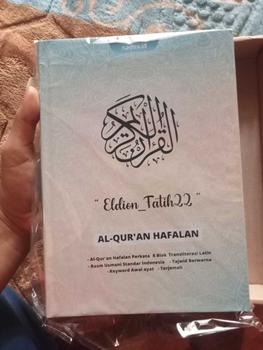 القرآن الكريم
" Eldion_Tatih22 "
AL-QUR'AN HAFALAN
- Al-Qur'an Hafalan Perkata 8 Blok Transliterasi Latin
- Rasm Usmani Standar Indonesia - Tajwid Berwarna
- Keyword Awal ayat - Terjemah